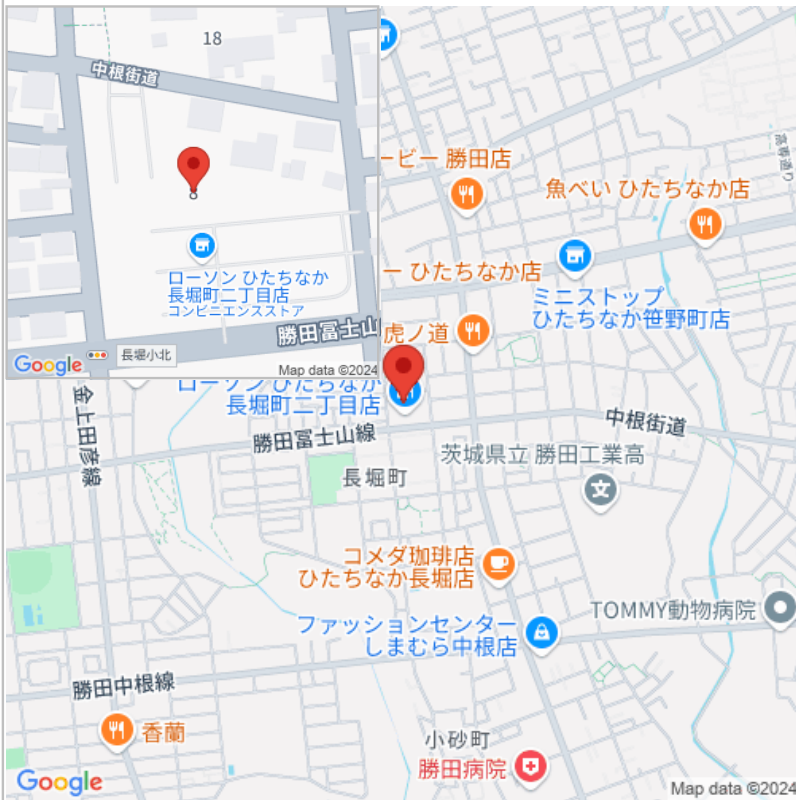 18
中根街道
ローソン ひたちなか
長堀町二丁目店
コンビニエンスストア
勝田冨士山
長堀小北
Google
Map data ©2024
高専通り
ービー 勝田店
魚べい ひたちなか店
ー ひたちなか店
ミニストップ
ひたちなか笹野町店
虎ノ道
ローソン ひたちなか
長堀町二丁目店
金上田彦線
勝田冨士山線
中根街道
茨城県立 勝田工業高
長堀町
コメダ珈琲店
ひたちなか長堀店
ファッションセンター
しまむら中根店
TOMMY動物病院
勝田中根線
香蘭
小砂町
勝田病院
Google
Map data ©2024